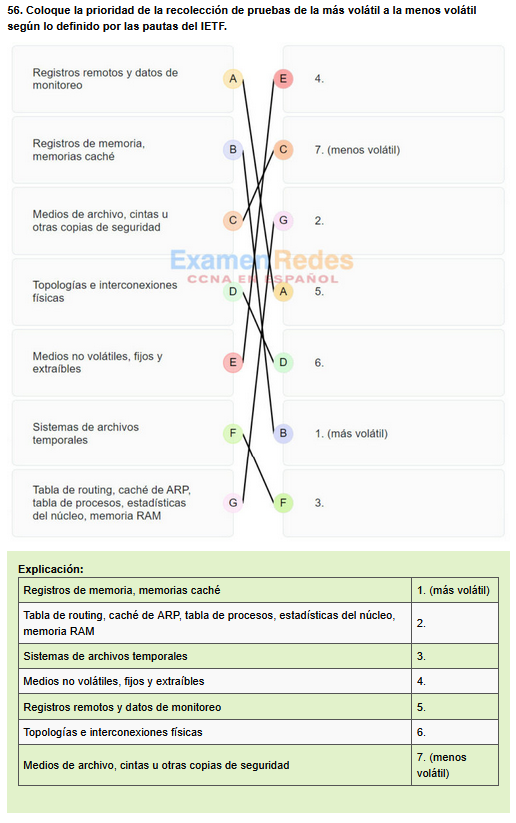 56. Coloque la prioridad de la recolección de pruebas de la más volátil a la menos volátil
según lo definido por las pautas del IETF.
Registros remotos y datos de
monitoreo
A
E
4.
Registros de memoria,
memorias caché
B
C
7. (menos volátil)
Medios de archivo, cintas u
otras copias de seguridad
C
G
2.
ExamenRedes
CCNA EN ESPAÑOL
Topologías e interconexiones
físicas
D
A
5.
Medios no volátiles, fijos y
extraíbles
E
D
6.
Sistemas de archivos
temporales
F
B
1. (más volátil)
Tabla de routing, caché de ARP,
tabla de procesos, estadísticas
del núcleo, memoria RAM
G
F
3.
Explicación:
Registros de memoria, memorias caché
1. (más volátil)
Tabla de routing, caché de ARP, tabla de procesos, estadísticas del núcleo,
memoria RAM
2.
Sistemas de archivos temporales
3.
Medios no volátiles, fijos y extraíbles
4.
Registros remotos y datos de monitoreo
5.
Topologías e interconexiones físicas
6.
Medios de archivo, cintas u otras copias de seguridad
7. (menos
volátil)